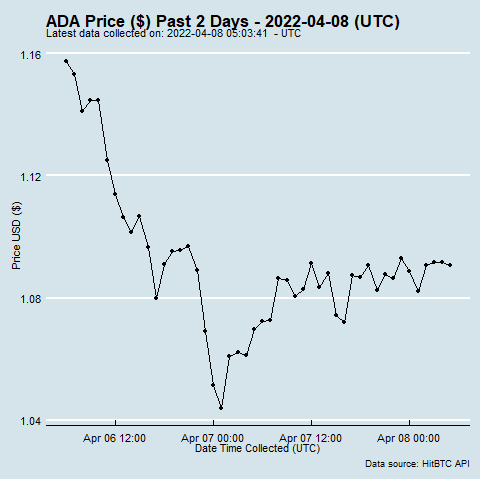 ADA Price ($) Past 2 Days - 2022-04-08 (UTC)
Latest data collected on: 2022-04-08 05:03:41  - UTC
1.16
1.12
1.08
1.04
Price USD ($)
Apr 06 12:00
Apr 07 00:00
Apr 07 12:00
Apr 08 00:00
Date Time Collected (UTC)
Data source: HitBTC API